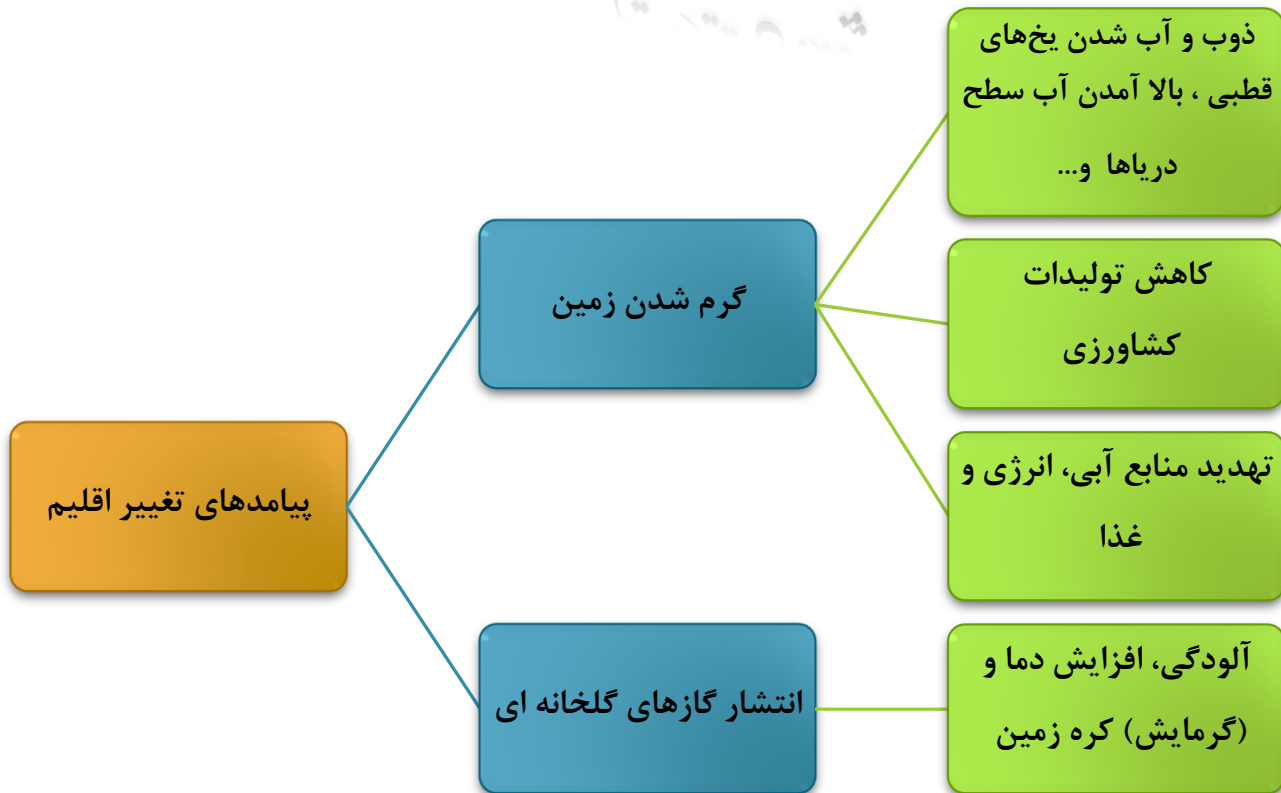 ذوب و آب شدن یخ‌های
قطبی ، بالا آمدن آب سطح
دریاها و...
گرم شدن زمین
کاهش تولیدات
کشاورزی
پیامدهای تغییر اقلیم
تهدید منابع آبی، انرژی و
غذا
انتشار گازهای گلخانه ای
آلودگی، افزایش دما و
(گرمایش) کره زمین